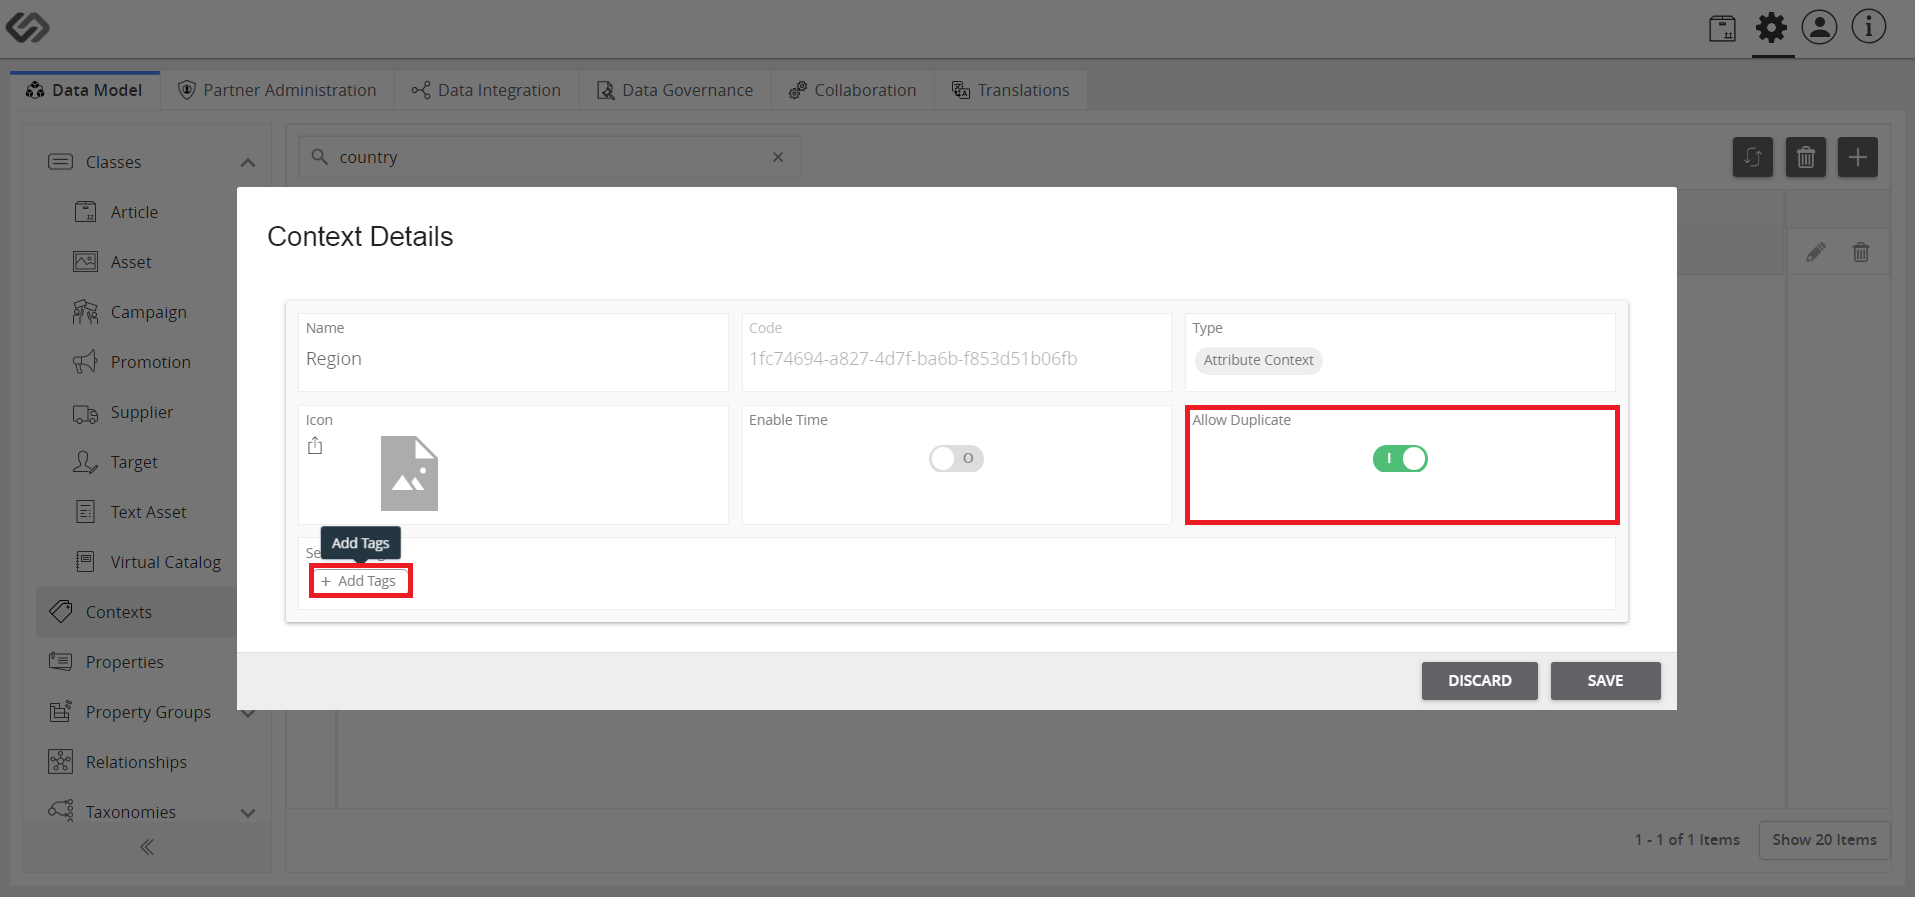 Data Model
Partner Administration
Data Integration
Data Governance
Collaboration
Translations
Classes
country
Article
Asset
Campaign
Promotion
Supplier
Target
Text Asset
Virtual Catalog
Contexts
Properties
Property Groups
Relationships
Taxonomies
Context Details
Name
Region
Code
1fc74694-a827-4d7f-ba6b-f853d51b06fb
Type
Attribute Context
Icon
Enable Time
O
Allow Duplicate
I
Add Tags
+ Add Tags
DISCARD
SAVE
1 - 1 of 1 Items
Show 20 Items